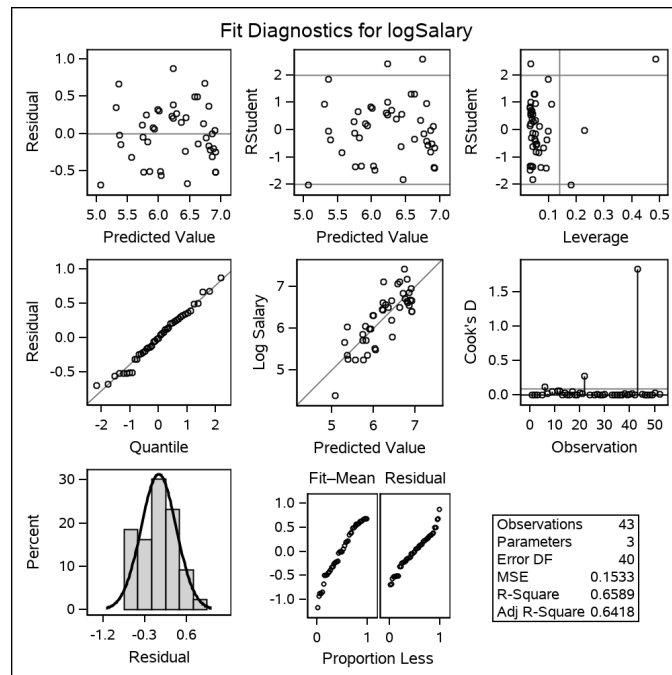 Fit Diagnostics for logSalary
Residual
1.0
0.5
0.0
-0.5
5.0 5.5 6.0 6.5 7.0
Predicted Value
RStudent
2
1
0
-1
-2
5.0 5.5 6.0 6.5 7.0
Predicted Value
RStudent
2
1
0
-1
-2
0.1 0.2 0.3 0.4 0.5
Leverage
Residual
1.0
0.5
0.0
-0.5
-2 -1 0 1 2
Quantile
Log Salary
7
6
5
5 6 7
Predicted Value
Cook's D
1.5
1.0
0.5
0.0
0 10 20 30 40 50
Observation
Percent
30
20
10
0
-1.2 -0.3 0.6
Residual
Fit–Mean Residual
1.0
0.5
0.0
-0.5
-1.0
0 1 0 1
Proportion Less
Observations 43
Parameters 3
Error DF 40
MSE 0.1533
R-Square 0.6589
Adj R-Square 0.6418